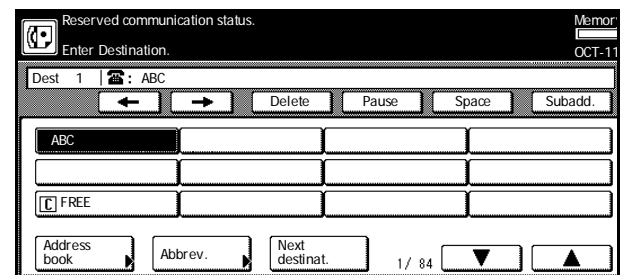 Reserved communication status.
Memor
Enter Destination.
OCT-11
Dest 1 ☎: ABC
← → Delete Pause Space Subadd.
ABC
C FREE
Address book
Abbrev.
Next destinat.
1/ 84 ▼ ▲